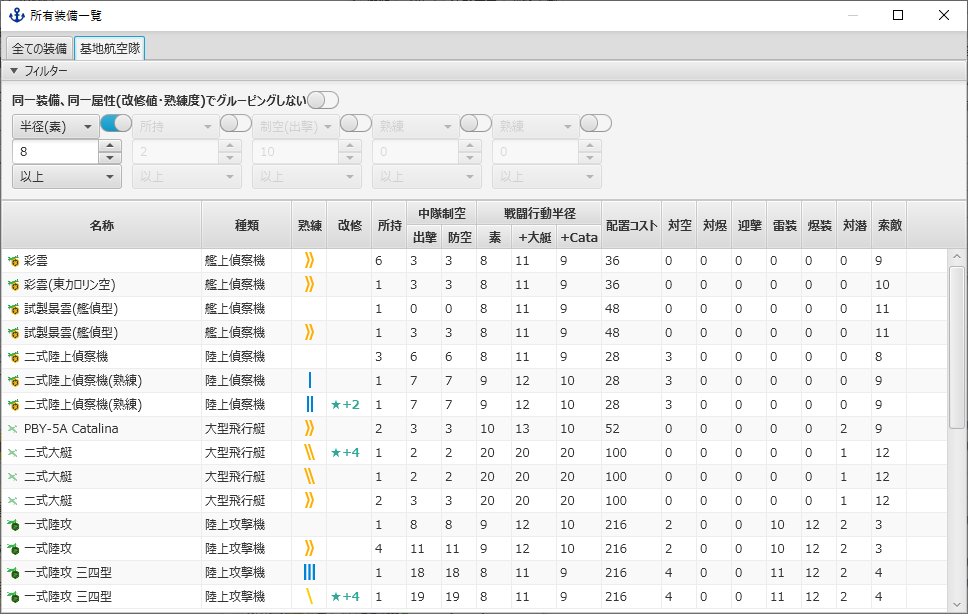 所有装備一覧
全ての装備 基地航空隊
フィルター
同一装備、同一属性(改修値・熟練度)でグルーピングしない
半径(素) 所持 制空(出撃) 熟練 熟練
8 2 10 0 0
以上 以上 以上 以上 以上
名称 種類 熟練 改修 所持 中隊制空 戦闘行動半径 配置コスト 対空 対爆 迎撃 雷装 爆装 対潜 索敵
出撃 防空 素 +大艇 +Cata
彩雲 艦上偵察機 6 3 3 8 11 9 36 0 0 0 0 0 0 9
彩雲(東カロリン空) 艦上偵察機 1 3 3 8 11 9 36 0 0 0 0 0 0 10
試製景雲(艦偵型) 艦上偵察機 1 0 0 8 11 9 48 0 0 0 0 0 0 11
試製景雲(艦偵型) 艦上偵察機 1 3 3 8 11 9 48 0 0 0 0 0 0 11
二式陸上偵察機 陸上偵察機 3 6 6 8 11 9 28 3 0 0 0 0 0 8
二式陸上偵察機(熟練) 陸上偵察機 1 7 7 9 12 10 28 3 0 0 0 0 0 9
二式陸上偵察機(熟練) 陸上偵察機 ★+2 1 7 7 9 12 10 28 3 0 0 0 0 0 9
PBY-5A Catalina 大型飛行艇 2 3 3 10 13 10 52 0 0 0 0 0 2 9
二式大艇 大型飛行艇 ★+4 1 2 2 20 20 20 100 0 0 0 0 0 1 12
二式大艇 大型飛行艇 1 2 2 20 20 20 100 0 0 0 0 0 1 12
二式大艇 大型飛行艇 2 3 3 20 20 20 100 0 0 0 0 0 1 12
一式陸攻 陸上攻撃機 1 8 8 9 12 10 216 2 0 0 10 12 2 3
一式陸攻 陸上攻撃機 4 11 11 9 12 10 216 2 0 0 10 12 2 3
一式陸攻 三四型 陸上攻撃機 1 18 18 8 11 9 216 4 0 0 11 12 2 4
一式陸攻 三四型 陸上攻撃機 ★+4 1 19 19 8 11 9 216 4 0 0 11 12 2 4